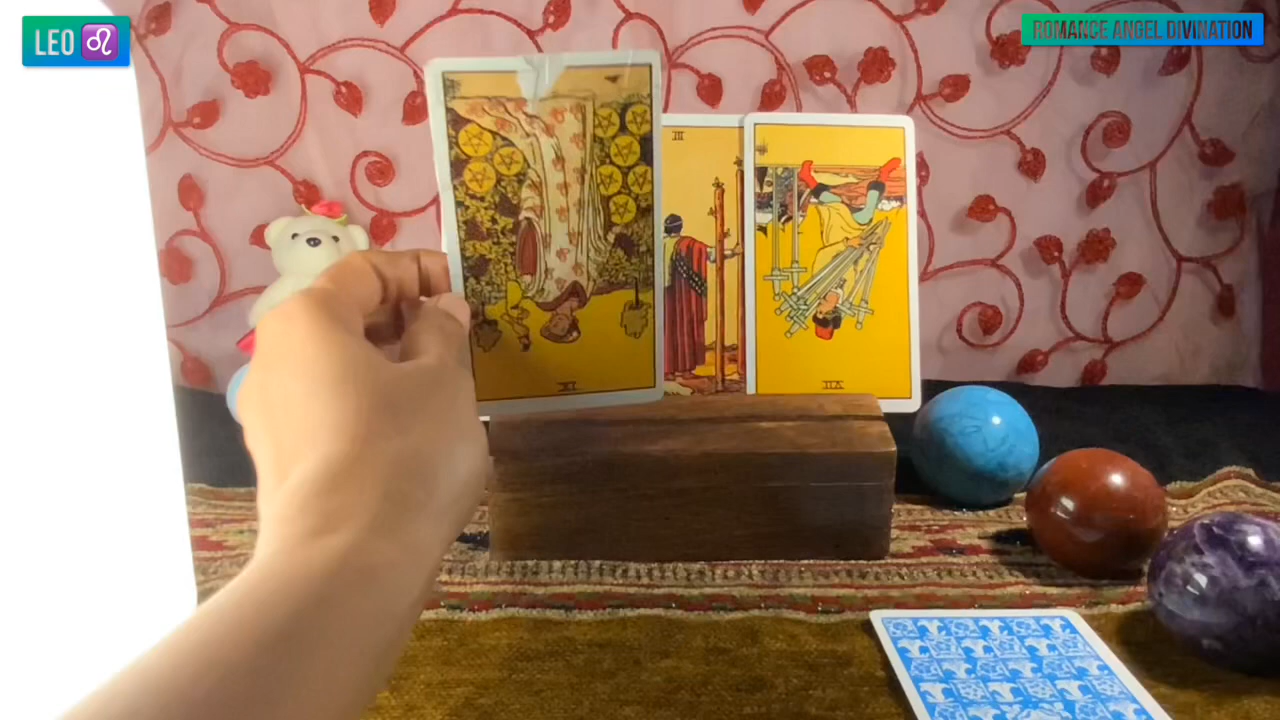 LEO ♌
ROMANCE ANGEL DIVINATION
III
IX
VII